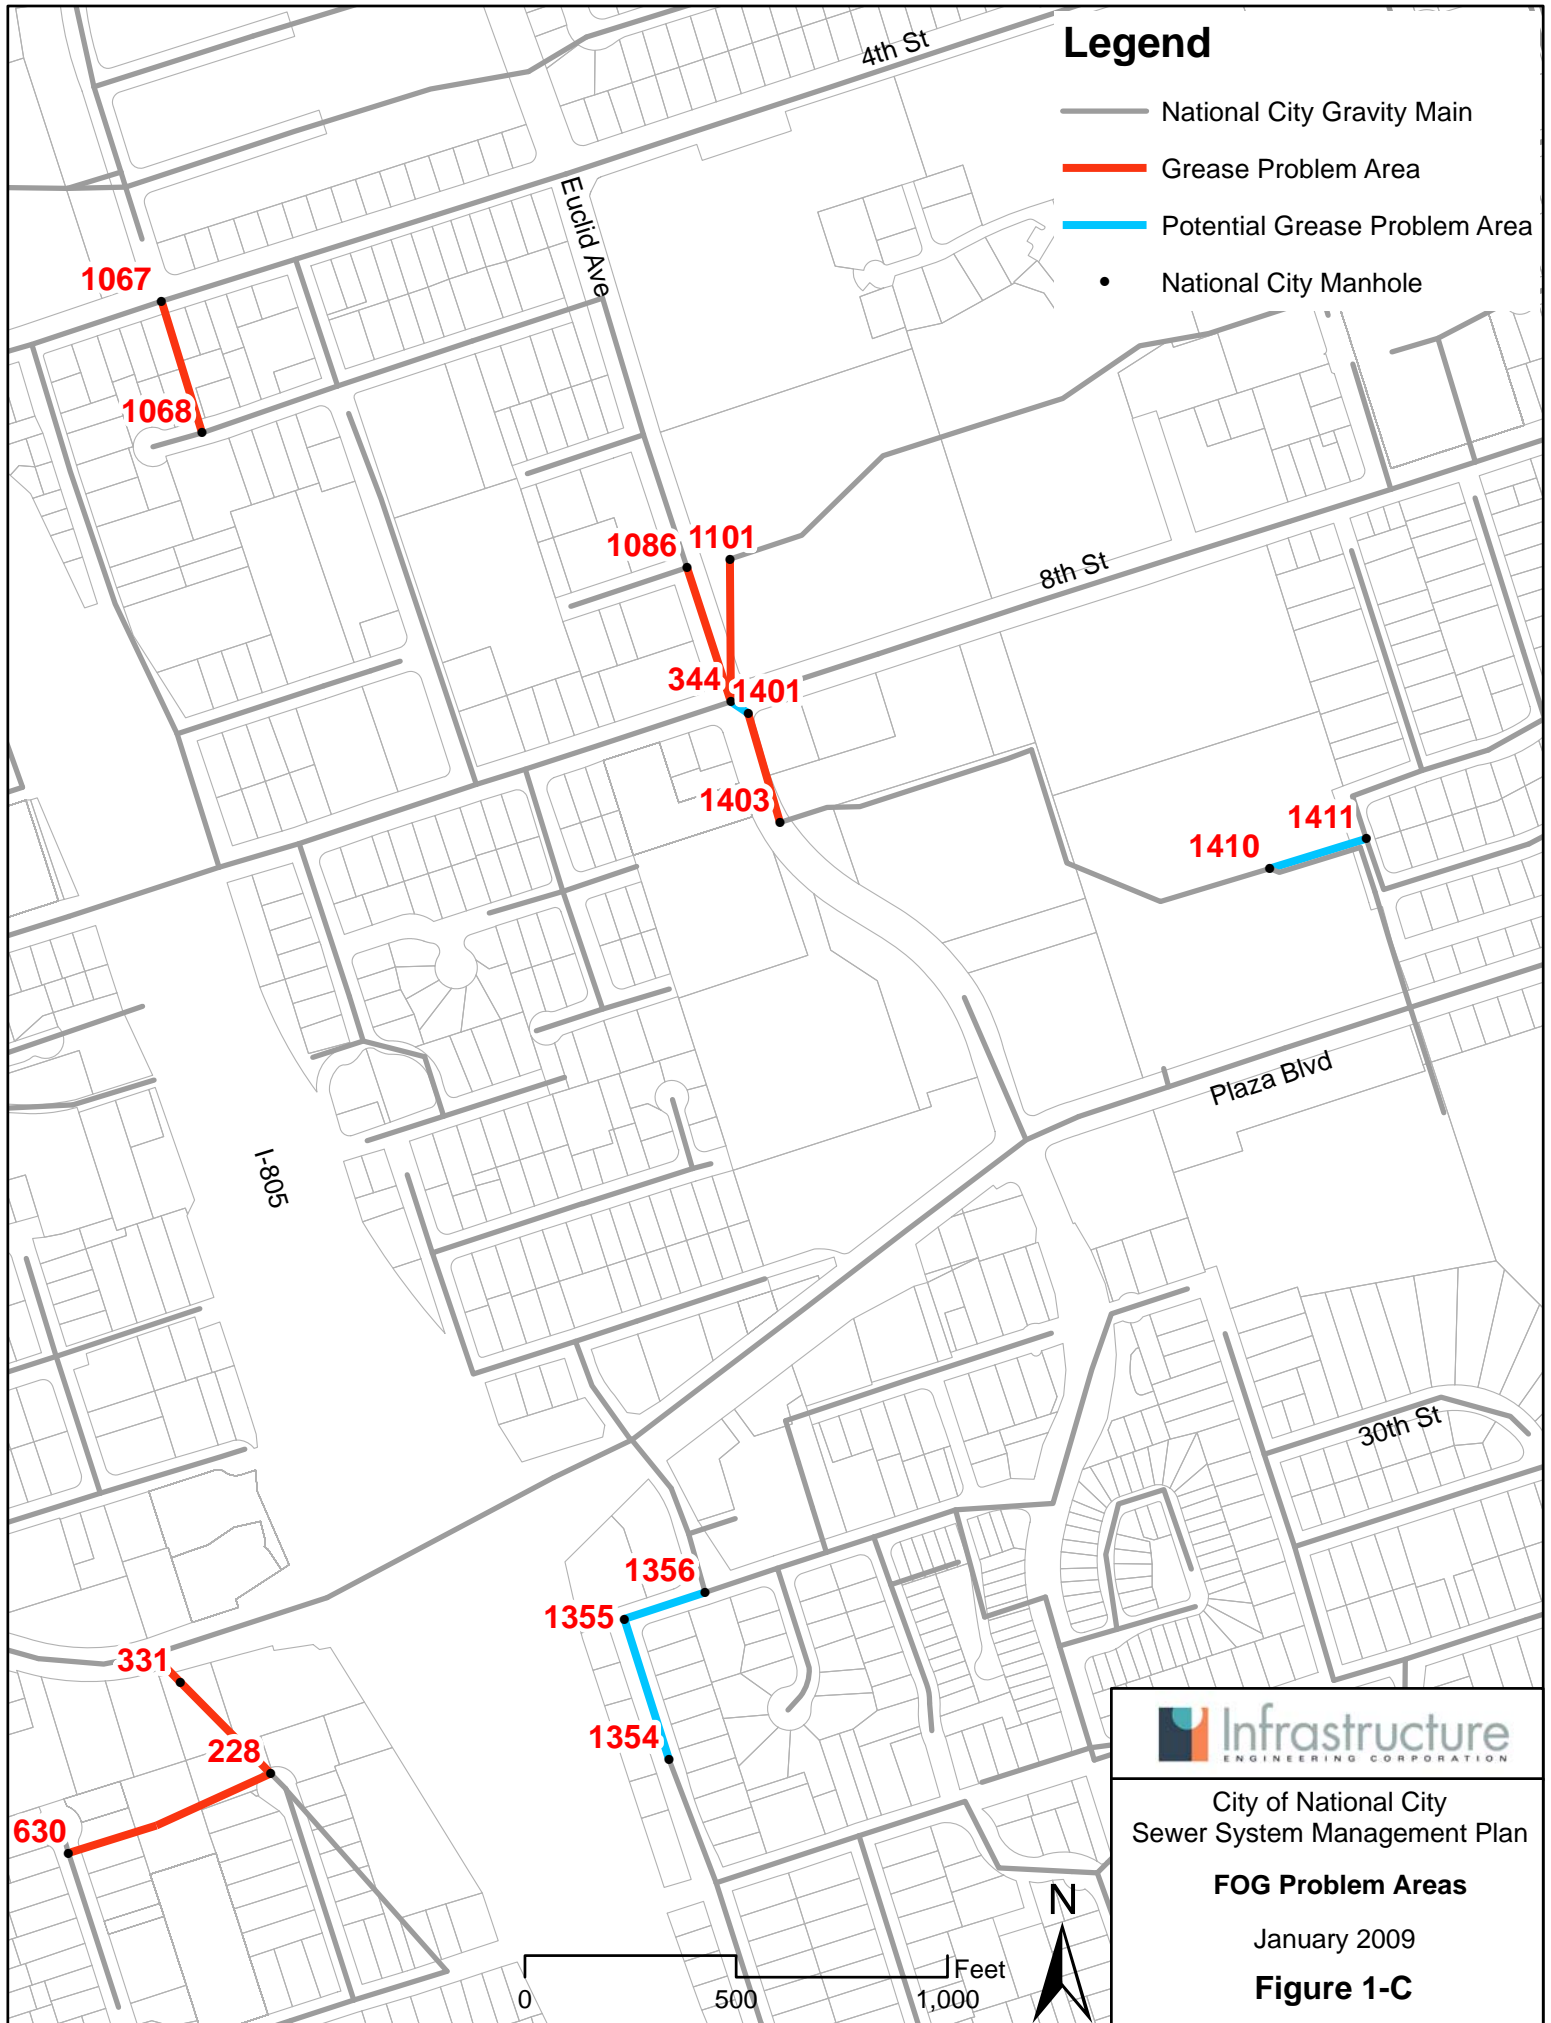 Legend
National City Gravity Main
Grease Problem Area
Potential Grease Problem Area
National City Manhole
4th St
Euclid Ave
1067
1068
1086
1101
8th St
344
1401
1403
1411
1410
Plaza Blvd
I-805
30th St
1356
1355
331
1354
228
630
Infrastructure
ENGINEERING CORPORATION
City of National City
Sewer System Management Plan
FOG Problem Areas
January 2009
Figure 1-C
N
Feet
0
500
1,000